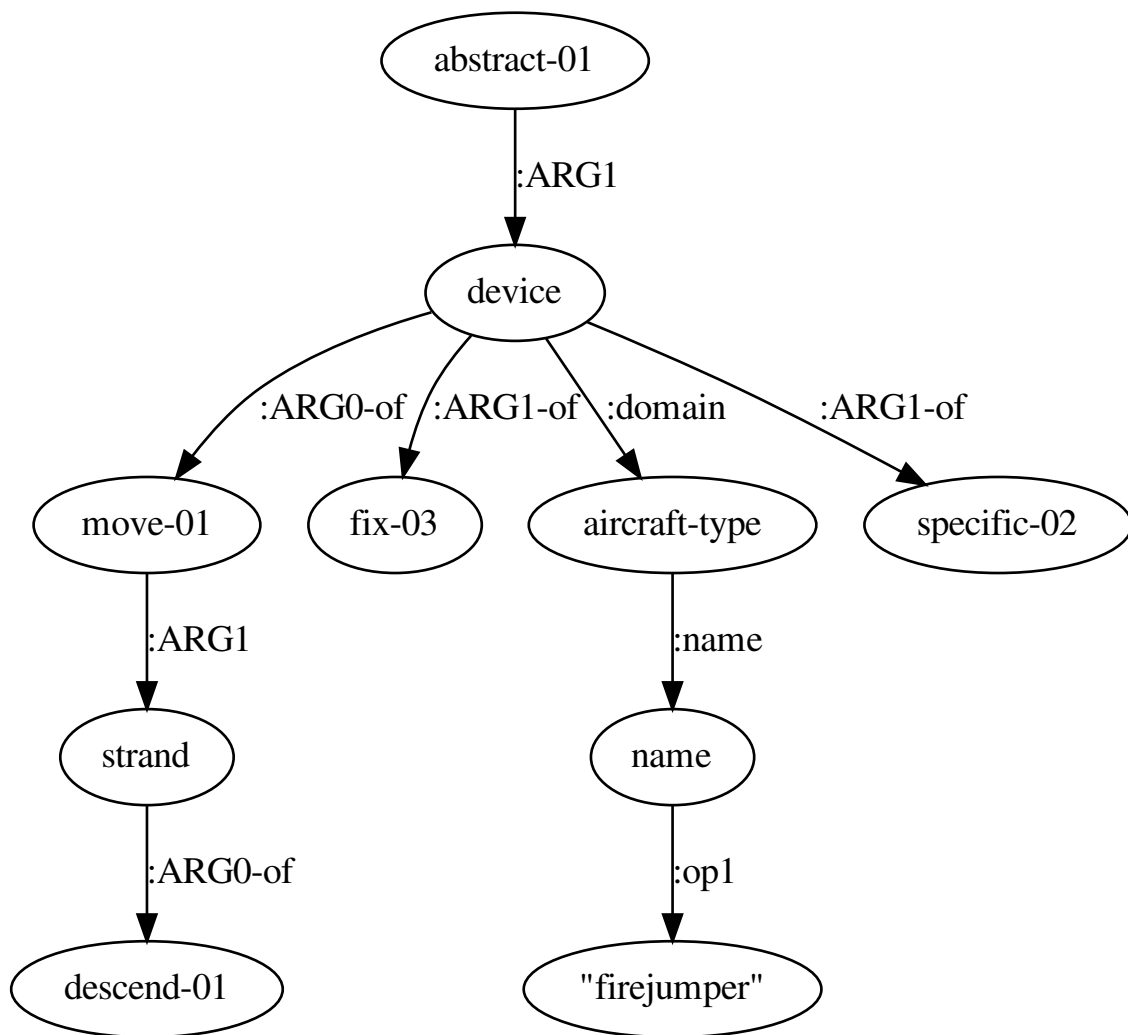 abstract-01
:ARG1
device
:ARG0-of :ARG1-of :domain :ARG1-of
move-01 fix-03 aircraft-type specific-02
:ARG1 :name
strand name
:ARG0-of :op1
descend-01 "firejumper"